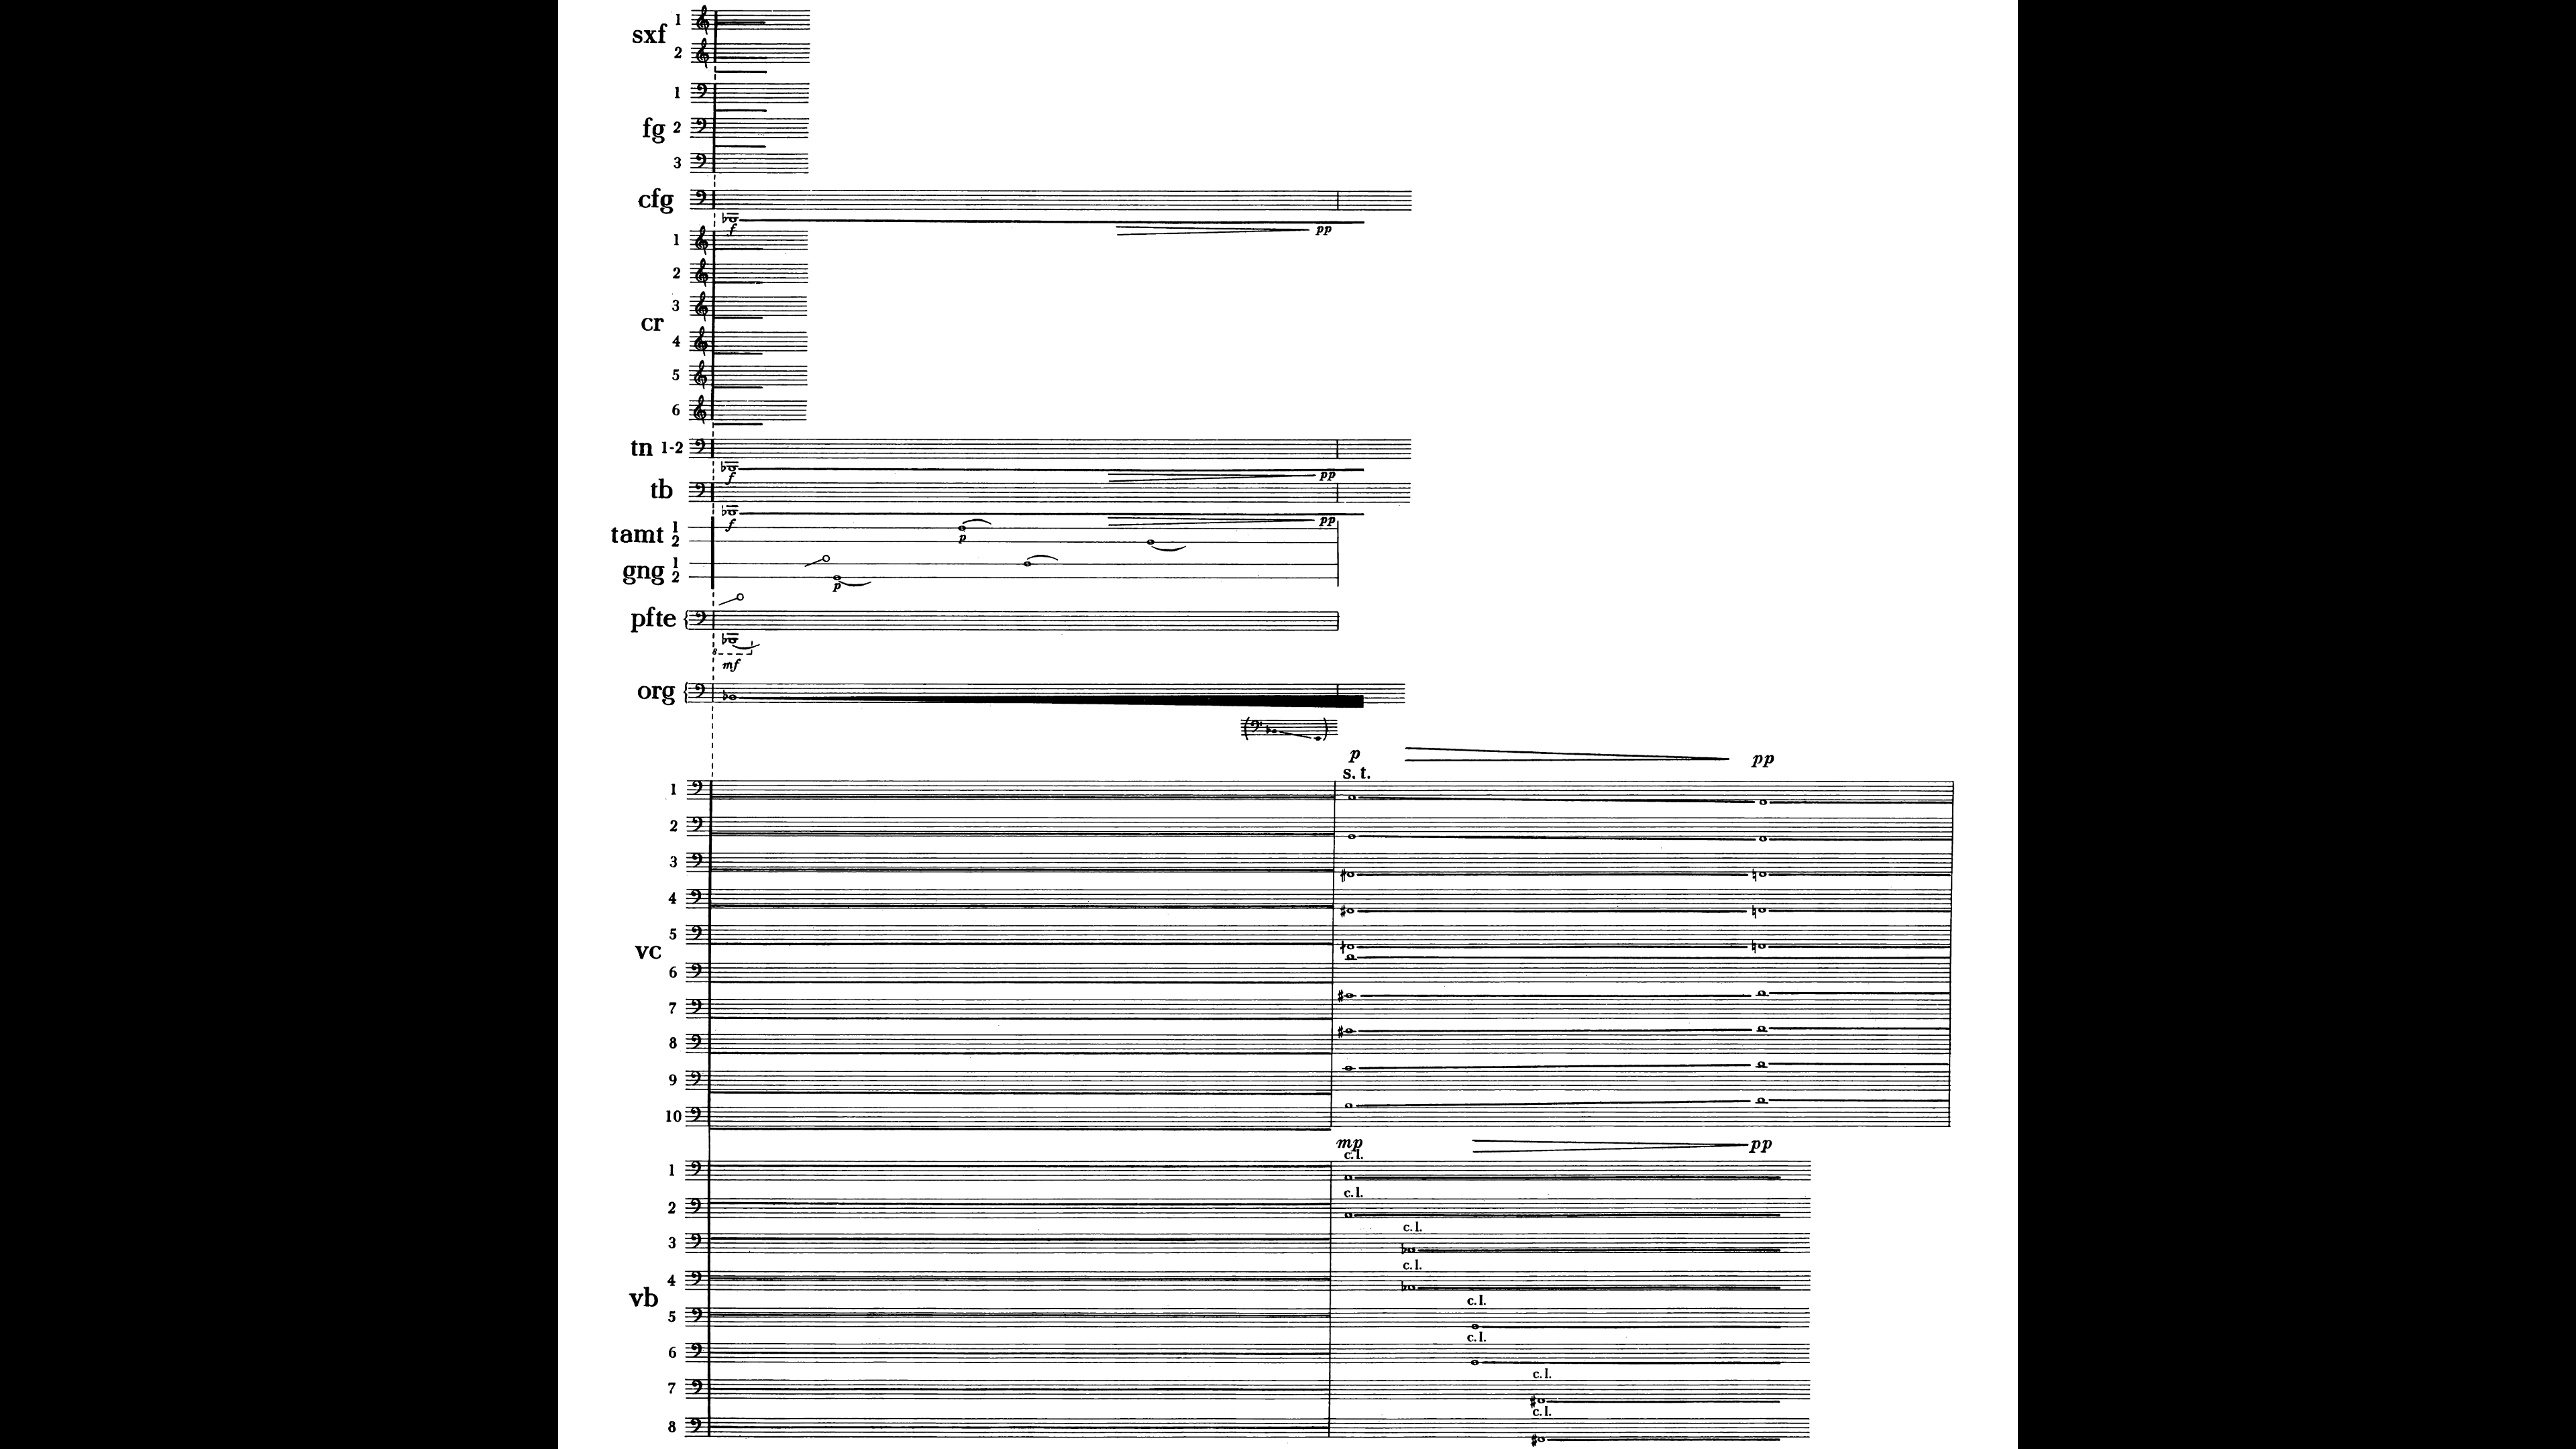 1
sxf
2
1
fg 2
3
cfg
f pp
1
2
3
cr
4
5
6
tn 1-2
f pp
tb
f pp
tamt 1
2
p
gng 1
2
p
pfte
8
mf
org
p pp
s. t.
1
2
3
4
5
vc
6
7
8
9
10
mp pp
c.l.
1
c.l.
2
c.l.
3
c.l.
4
vb
c.l.
5
c.l.
6
c.l.
7
c.l.
8